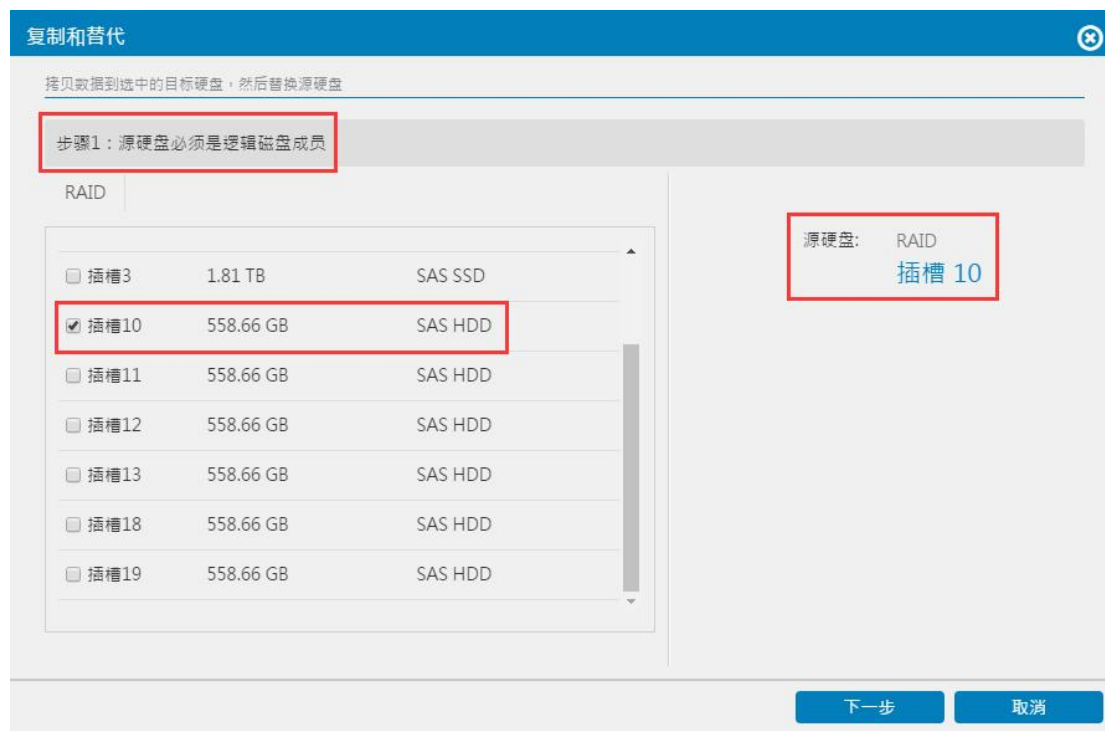 复制和替代
拷贝数据到选中的目标硬盘，然后替换源硬盘
步骤1：源硬盘必须是逻辑磁盘成员
RAID
插槽3 1.81 TB SAS SSD
插槽10 558.66 GB SAS HDD
插槽11 558.66 GB SAS HDD
插槽12 558.66 GB SAS HDD
插槽13 558.66 GB SAS HDD
插槽18 558.66 GB SAS HDD
插槽19 558.66 GB SAS HDD
源硬盘: RAID
插槽 10
下一步 取消